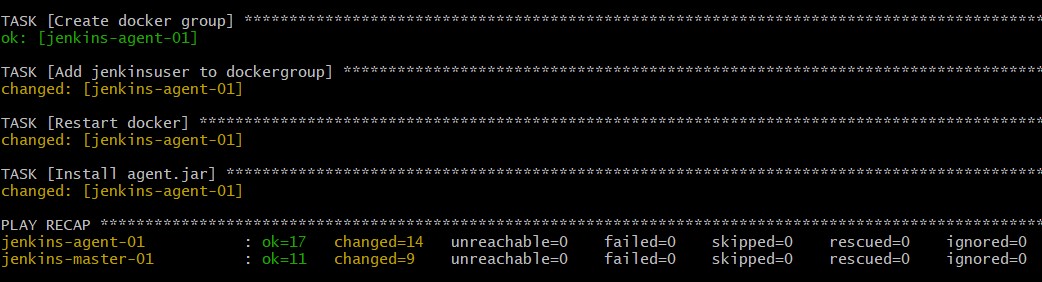 TASK [Create docker group] *****************************************************************************************
ok: [jenkins-agent-01]
TASK [Add jenkinsuser to dockergroup] ******************************************************************************
changed: [jenkins-agent-01]
TASK [Restart docker] **********************************************************************************************
changed: [jenkins-agent-01]
TASK [Install agent.jar] *******************************************************************************************
changed: [jenkins-agent-01]
PLAY RECAP *********************************************************************************************************
jenkins-agent-01 : ok=17 changed=14 unreachable=0 failed=0 skipped=0 rescued=0 ignored=0
jenkins-master-01 : ok=11 changed=9 unreachable=0 failed=0 skipped=0 rescued=0 ignored=0